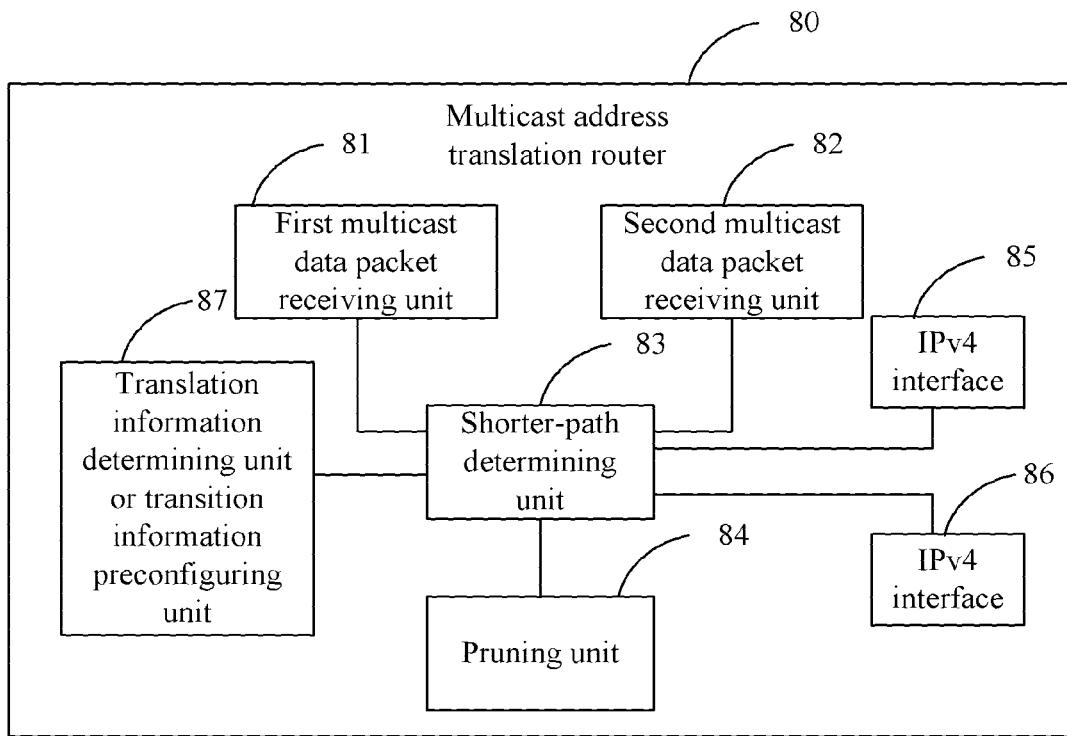 80
Multicast address
translation router
81
82
First multicast
data packet
receiving unit
Second multicast
data packet
receiving unit
85
87
83
IPv4
interface
Translation
information
determining unit
or transition
information
preconfiguring
unit
Shorter-path
determining
unit
86
84
IPv4
interface
Pruning unit